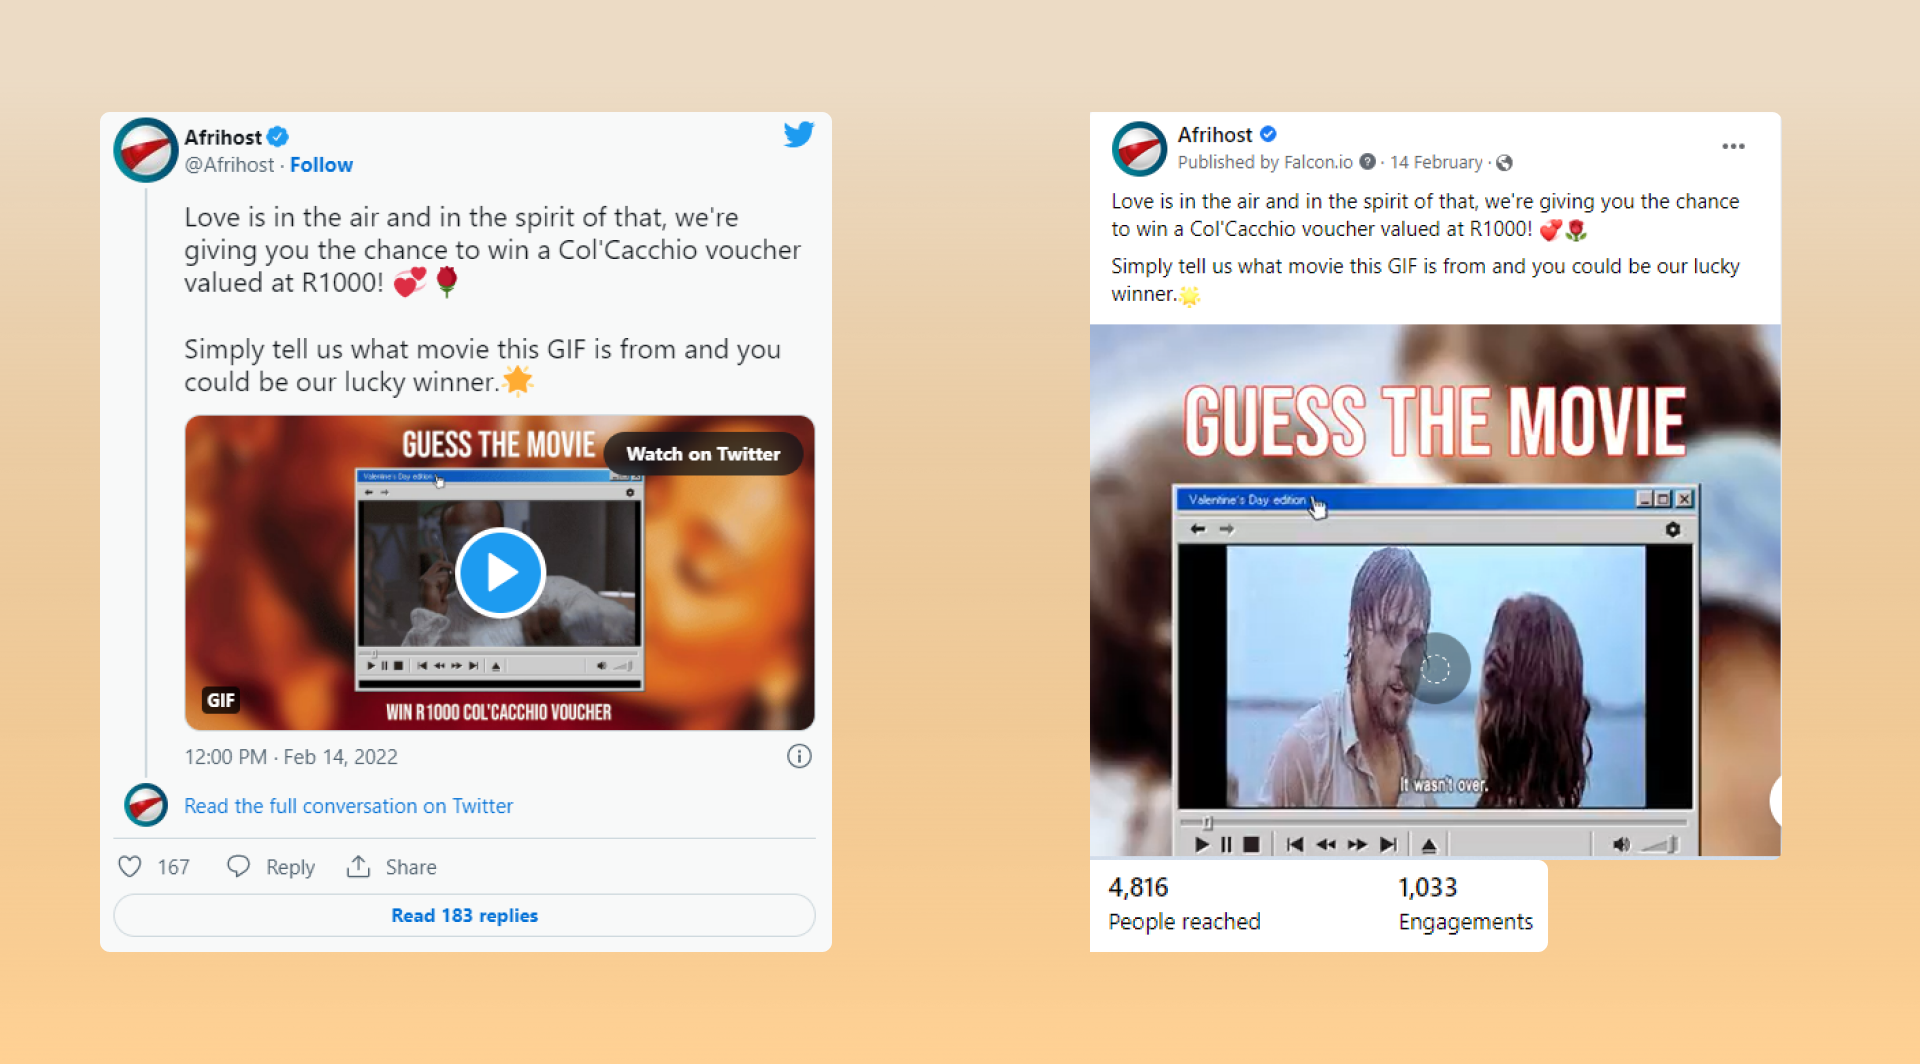 Afrihost
@Afrihost · Follow
Love is in the air and in the spirit of that, we're
giving you the chance to win a Col'Cacchio voucher
valued at R1000! 💞🌹
Simply tell us what movie this GIF is from and you
could be our lucky winner.🌟
GUESS THE MOVIE
Watch on Twitter
Valentine's Day edition
GIF
WIN R1000 COL'CACCHIO VOUCHER
12:00 PM · Feb 14, 2022
Read the full conversation on Twitter
167
Reply
Share
Read 183 replies
Afrihost
Published by Falcon.io · 14 February ·
Love is in the air and in the spirit of that, we're giving you the chance
to win a Col'Cacchio voucher valued at R1000! 💞🌹
Simply tell us what movie this GIF is from and you could be our lucky
winner.🌟
GUESS THE MOVIE
Valentine's Day edition
It wasn't over.
4,816
People reached
1,033
Engagements